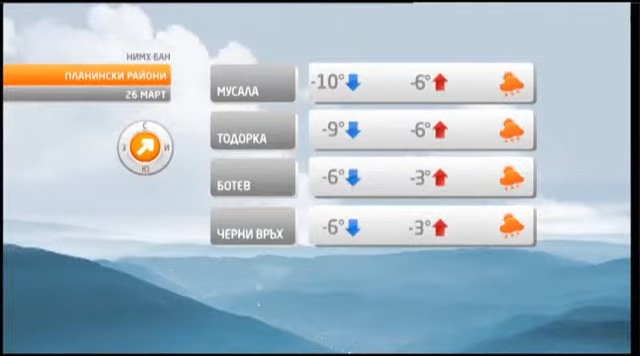 НИМХ-БАН
ПЛАНИНСКИ РАЙОНИ
26 МАРТ
С
З И
Ю
МУСАЛА -10° -6°
ТОДОРКА -9° -6°
БОТЕВ -6° -3°
ЧЕРНИ ВРЪХ -6° -3°